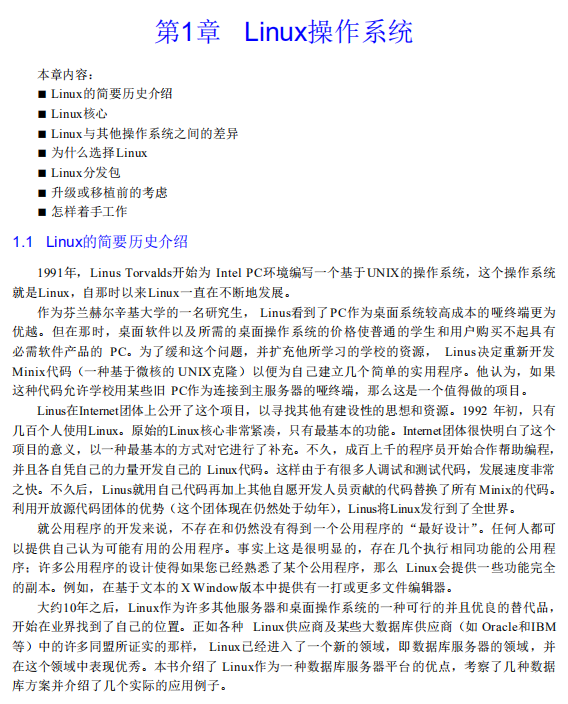 第1章 Linux操作系统
本章内容：
■ Linux的简要历史介绍
■ Linux核心
■ Linux与其他操作系统之间的差异
■ 为什么选择Linux
■ Linux分发包
■ 升级或移植前的考虑
■ 怎样着手工作
1.1 Linux的简要历史介绍
1991年，Linus Torvalds开始为 Intel PC环境编写一个基于UNIX的操作系统，这个操作系统
就是Linux，自那时以来Linux一直在不断地发展。
作为芬兰赫尔辛基大学的一名研究生， Linus看到了PC作为桌面系统较高成本的哑终端更为
优越。但在那时，桌面软件以及所需的桌面操作系统的价格使普通的学生和用户购买不起具有
必需软件产品的 PC。为了缓和这个问题，并扩充他所学习的学校的资源， Linus决定重新开发
Minix代码（一种基于微核的 UNIX克隆）以便为自己建立几个简单的实用程序。他认为，如果
这种代码允许学校用某些旧 PC作为连接到主服务器的哑终端，那么这是一个值得做的项目。
Linus在Internet团体上公开了这个项目，以寻找其他有建设性的思想和资源。1992 年初，只有
几百个人使用Linux。原始的Linux核心非常紧凑，只有最基本的功能。Internet团体很快明白了这个
项目的意义，以一种最基本的方式对它进行了补充。不久，成百上千的程序员开始合作帮助编程，
并且各自凭自己的力量开发自己的 Linux代码。这样由于有很多人调试和测试代码，发展速度非常
之快。不久后，Linus就用自己代码再加上其他自愿开发人员贡献的代码替换了所有 Minix的代码。
利用开放源代码团体的优势（这个团体现在仍然处于幼年），Linus将Linux发行到了全世界。
就公用程序的开发来说，不存在和仍然没有得到一个公用程序的“最好设计”。任何人都可
以提供自己认为可能有用的公用程序。事实上这是很明显的，存在几个执行相同功能的公用程
序；许多公用程序的设计使得如果您已经熟悉了某个公用程序，那么 Linux会提供一些功能完全
的副本。例如，在基于文本的 X Window版本中提供有一打或更多文件编辑器。
大约10年之后，Linux作为许多其他服务器和桌面操作系统的一种可行的并且优良的替代品，
开始在业界找到了自己的位置。正如各种 Linux供应商及某些大数据库供应商（如 Oracle和IBM
等）中的许多同盟所证实的那样， Linux已经进入了一个新的领域，即数据库服务器的领域，并
在这个领域中表现优秀。本书介绍了 Linux作为一种数据库服务器平台的优点，考察了几种数据
库方案并介绍了几个实际的应用例子。